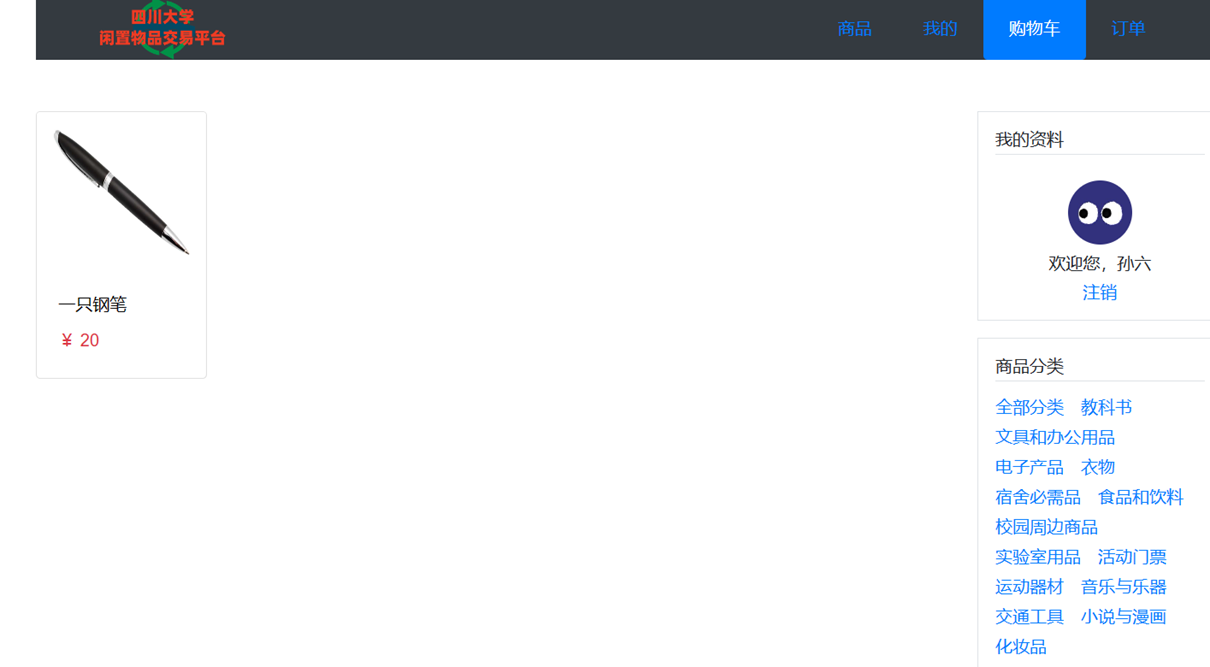 四川大学
闲置物品交易平台
商品 我的 购物车 订单
一只钢笔
¥ 20
我的资料
欢迎您，孙六
注销
商品分类
全部分类 教科书
文具和办公用品
电子产品 衣物
宿舍必需品 食品和饮料
校园周边商品
实验室用品 活动门票
运动器材 音乐与乐器
交通工具 小说与漫画
化妆品